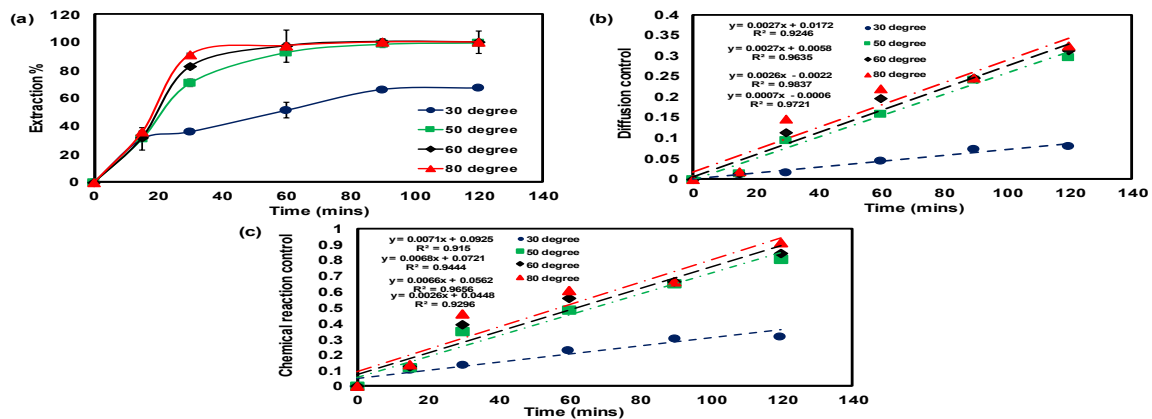 (a)
Extraction %
120
100
80
60
40
20
0
0 20 40 60 80 100 120 140
Time (mins)
30 degree
50 degree
60 degree
80 degree
(b)
Diffusion control
0.4
0.35
0.3
0.25
0.2
0.15
0.1
0.05
0
0 20 40 60 80 100 120 140
Time (mins)
y= 0.0027x + 0.0172
R² = 0.9246
y= 0.0027x + 0.0058
R² = 0.9635
y= 0.0026x - 0.0022
R² = 0.9837
y= 0.0007x - 0.0006
R² = 0.9721
30 degree
50 degree
60 degree
80 degree
(c)
Chemical reaction control
1
0.9
0.8
0.7
0.6
0.5
0.4
0.3
0.2
0.1
0
0 20 40 60 80 100 120 140
Time (mins)
y= 0.0071x + 0.0925
R² = 0.915
y= 0.0068x + 0.0721
R² = 0.9444
y= 0.0066x + 0.0562
R² = 0.9656
y= 0.0026x + 0.0448
R² = 0.9296
30 degree
50 degree
60 degree
80 degree